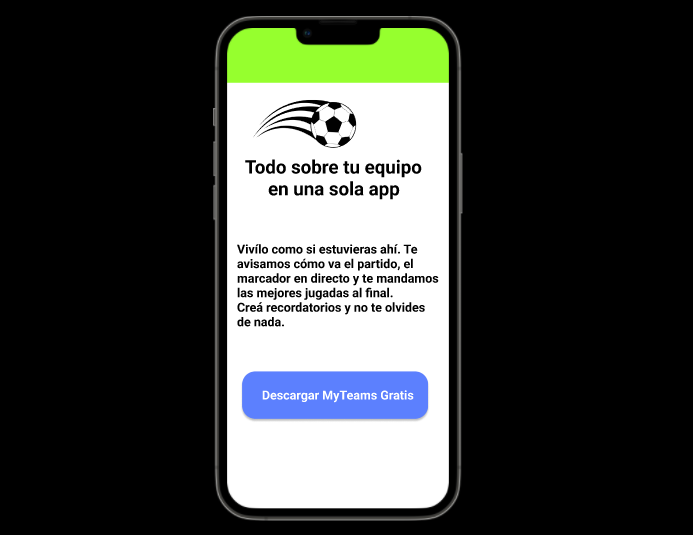 Todo sobre tu equipo
en una sola app
Vivílo como si estuvieras ahí. Te
avisamos cómo va el partido, el
marcador en directo y te mandamos
las mejores jugadas al final.
Creá recordatorios y no te olvides
de nada.
Descargar MyTeams Gratis